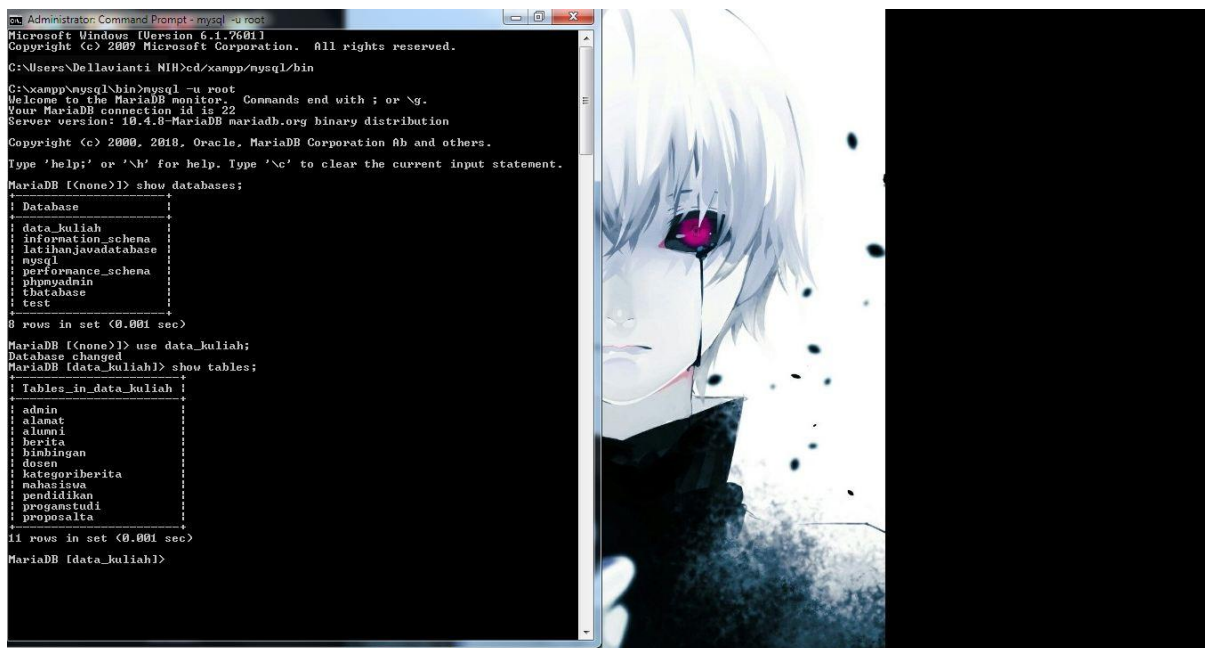 Administrator: Command Prompt - mysql -u root
Microsoft Windows [Version 6.1.7601]
Copyright (c) 2009 Microsoft Corporation.  All rights reserved.
C:\Users\Dellavianti NIH>cd/xampp/mysql/bin
C:\xampp\mysql\bin>mysql -u root
Welcome to the MariaDB monitor.  Commands end with ; or \g.
Your MariaDB connection id is 22
Server version: 10.4.8-MariaDB mariadb.org binary distribution
Copyright (c) 2000, 2018, Oracle, MariaDB Corporation Ab and others.
Type 'help;' or '\h' for help. Type '\c' to clear the current input statement.
MariaDB [(none)]> show databases;
Database
data_kuliah
information_schema
latihanjavadatabase
mysql
performance_schema
phpmyadmin
tbatabase
test
8 rows in set (0.001 sec)
MariaDB [(none)]> use data_kuliah;
Database changed
MariaDB [data_kuliah]> show tables;
Tables_in_data_kuliah
admin
alamat
alumni
berita
bimbingan
dosen
kategoriberita
mahasiswa
pendidikan
progamstudi
proposalta
11 rows in set (0.001 sec)
MariaDB [data_kuliah]>